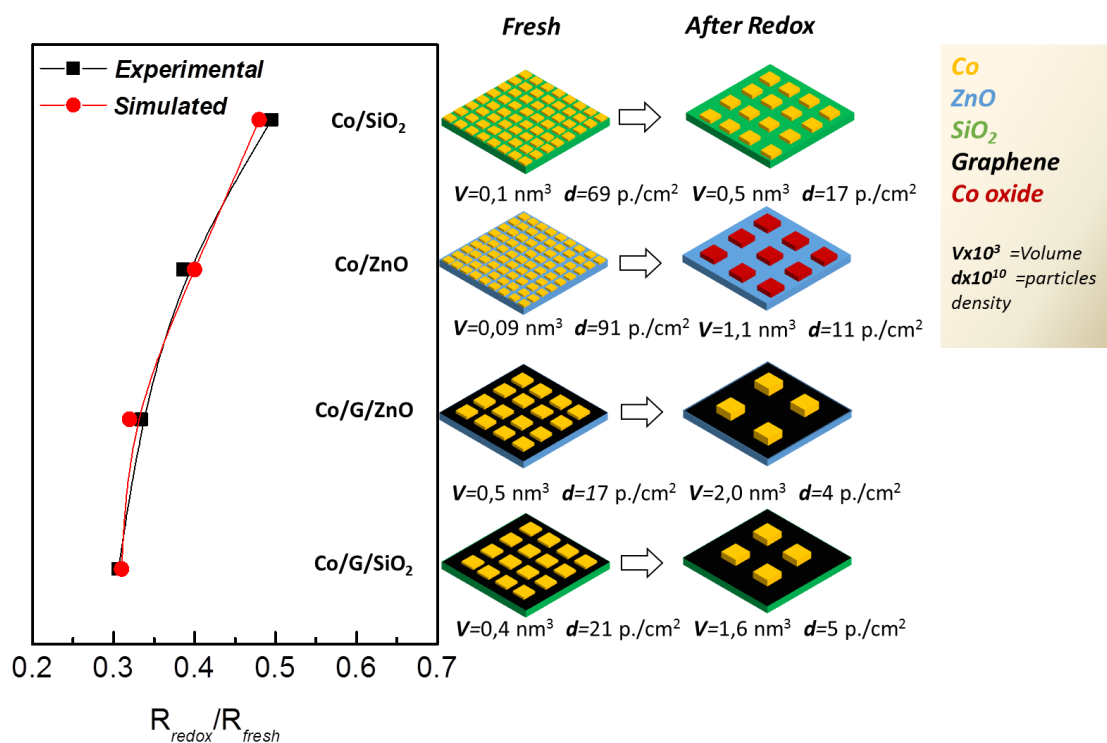 Fresh After Redox
Experimental
Simulated
Co
ZnO
SiO2
Graphene
Co oxide
Vx10³ =Volume
dx10¹⁰ =particles
density
Co/SiO2
V=0,1 nm³ d=69 p./cm² V=0,5 nm³ d=17 p./cm²
Co/ZnO
V=0,09 nm³ d=91 p./cm² V=1,1 nm³ d=11 p./cm²
Co/G/ZnO
V=0,5 nm³ d=17 p./cm² V=2,0 nm³ d=4 p./cm²
Co/G/SiO2
V=0,4 nm³ d=21 p./cm² V=1,6 nm³ d=5 p./cm²
0.2 0.3 0.4 0.5 0.6 0.7
Rredox/Rfresh